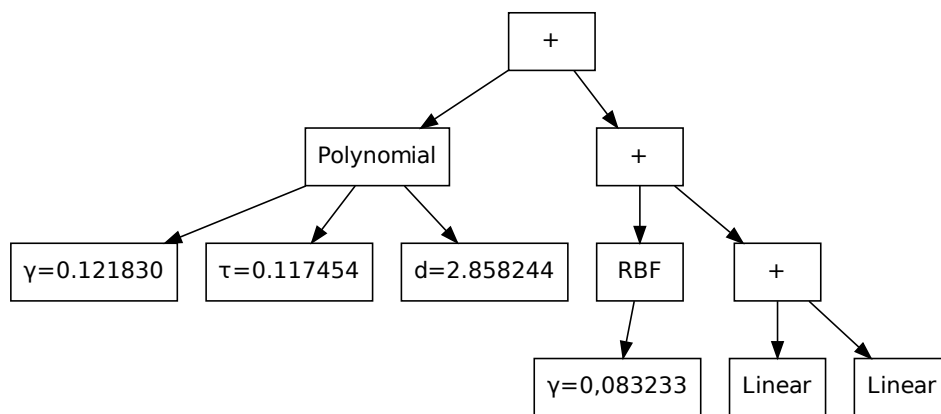 +
Polynomial
+
γ=0.121830
τ=0.117454
d=2.858244
RBF
+
γ=0,083233
Linear
Linear